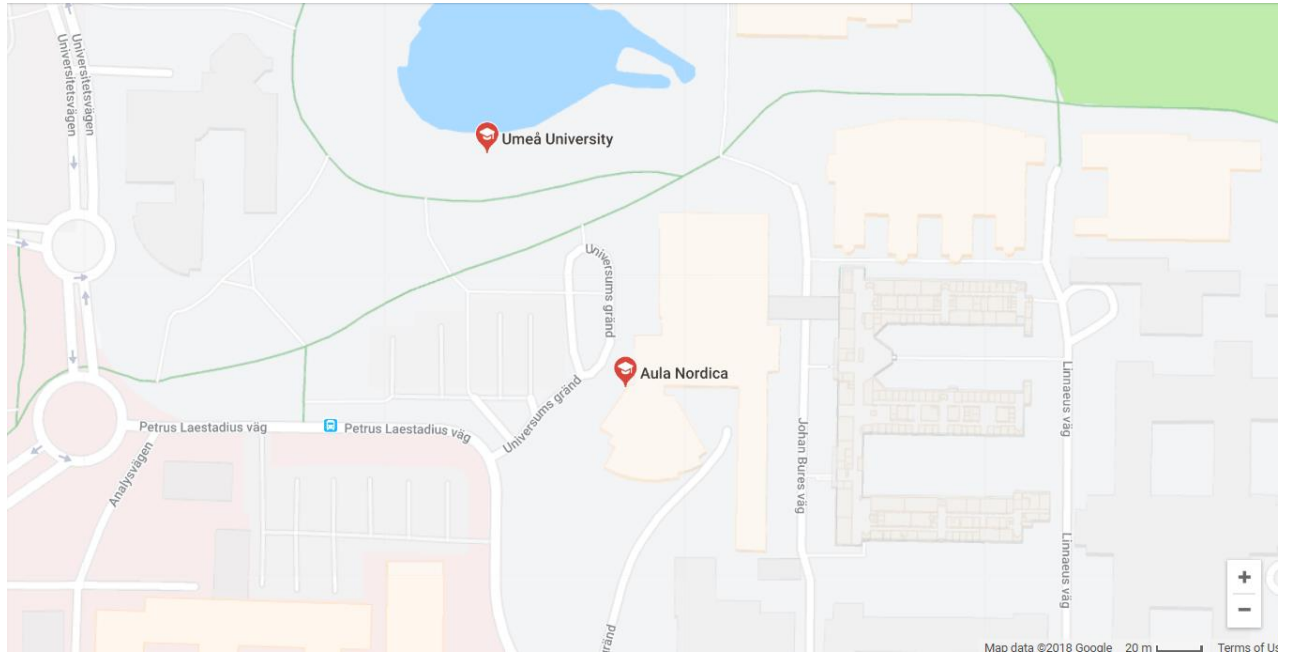 Universitetsvägen
Universitetsvägen
Umeå University
Universums gränd
Aula Nordica
Linnaeus väg
Universums gränd
Petrus Laestadius väg
Petrus Laestadius väg
Johan Bures väg
Analysvägen
Linnaeus väg
gränd
+
−
Map data ©2018 Google
20 m
Terms of Us